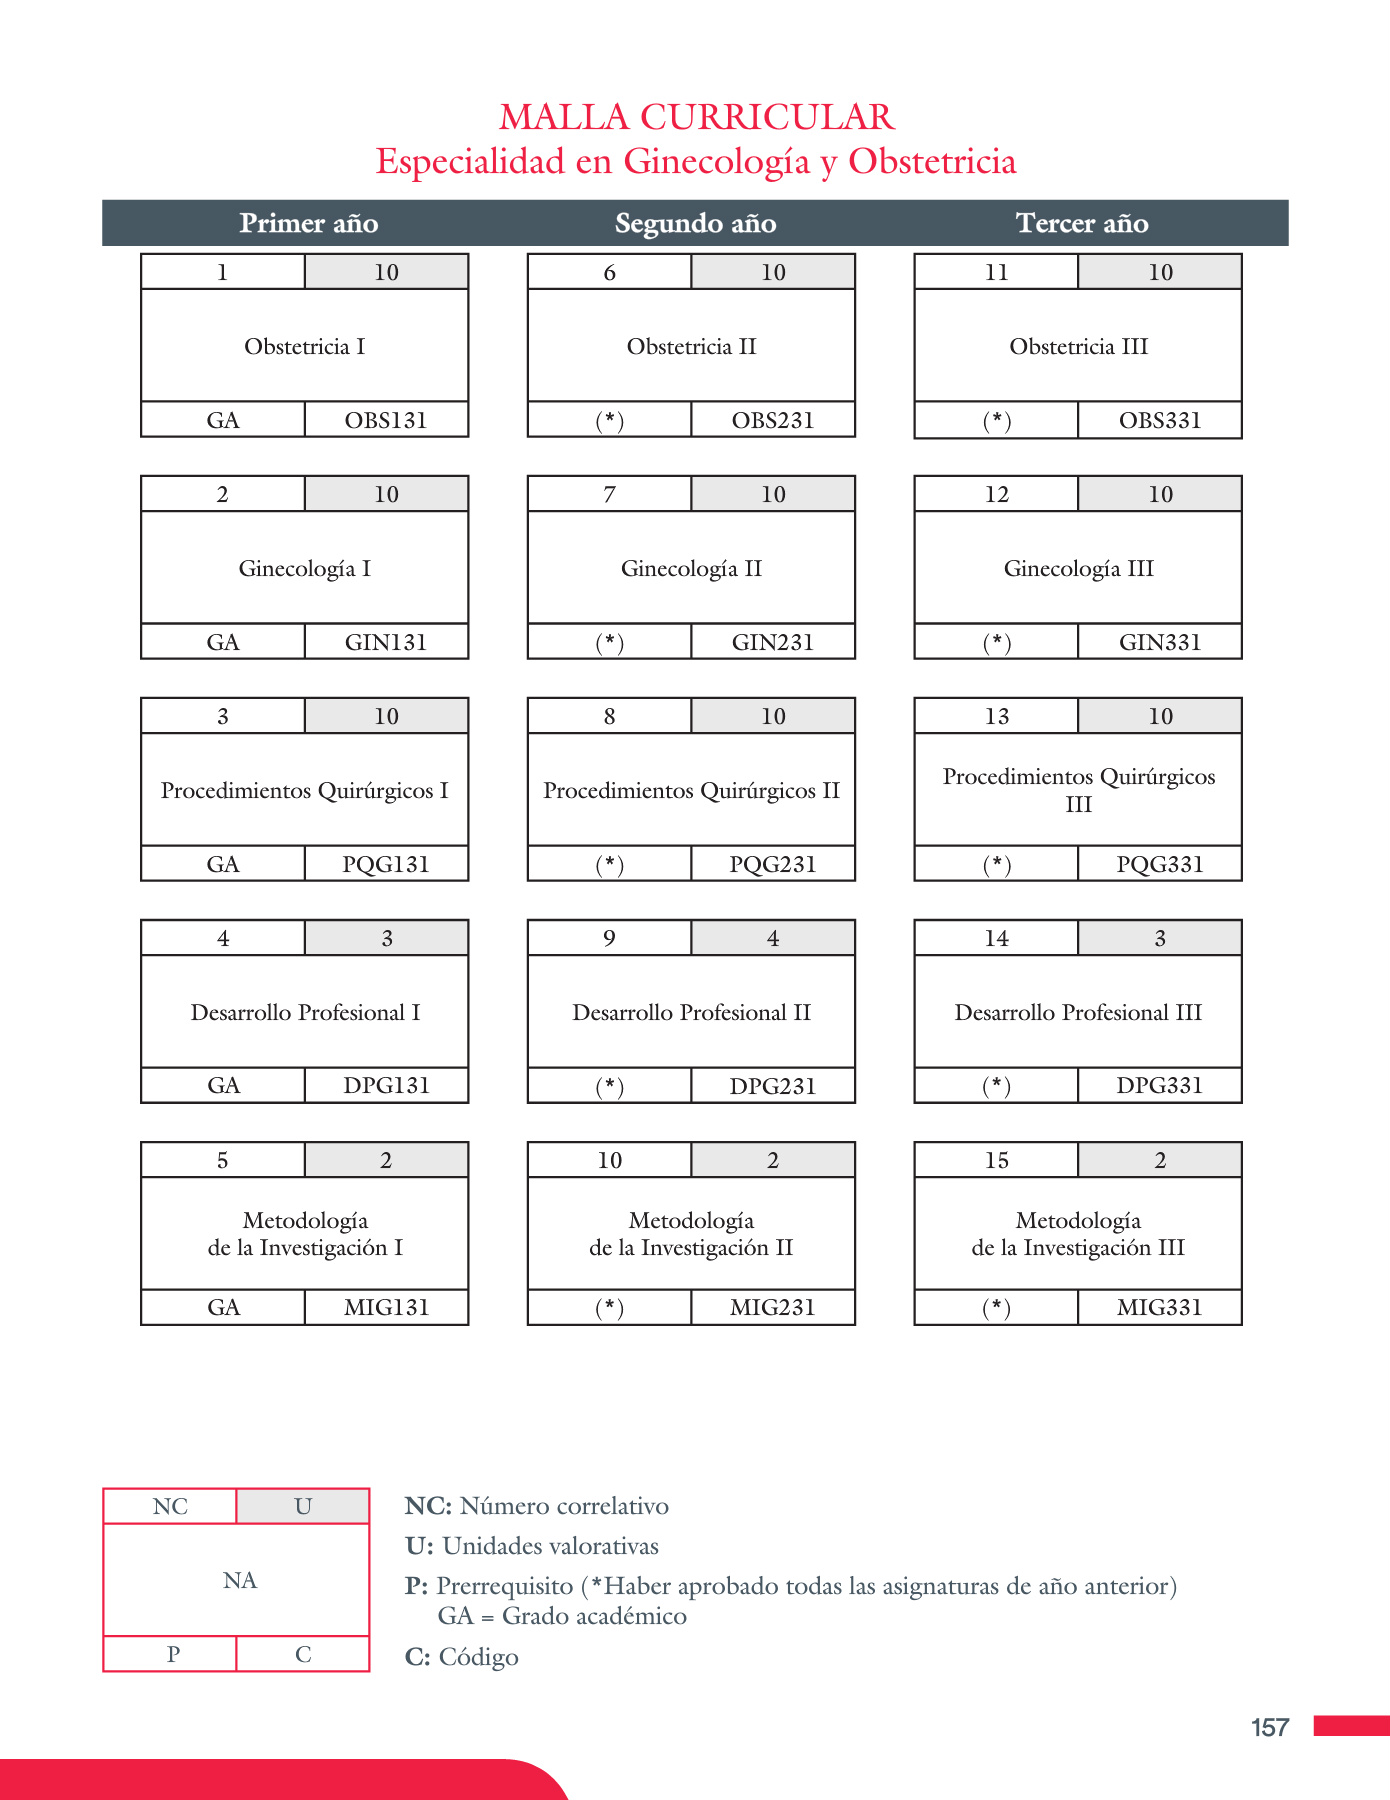 MALLA CURRICULAR
Especialidad en Ginecología y Obstetricia
Primer año Segundo año Tercer año
1 10 6 10 11 10
Obstetricia I Obstetricia II Obstetricia III
GA OBS131 (*) OBS231 (*) OBS331
2 10 7 10 12 10
Ginecología I Ginecología II Ginecología III
GA GIN131 (*) GIN231 (*) GIN331
3 10 8 10 13 10
Procedimientos Quirúrgicos I Procedimientos Quirúrgicos II Procedimientos Quirúrgicos
III
GA PQG131 (*) PQG231 (*) PQG331
4 3 9 4 14 3
Desarrollo Profesional I Desarrollo Profesional II Desarrollo Profesional III
GA DPG131 (*) DPG231 (*) DPG331
5 2 10 2 15 2
Metodología Metodología Metodología
de la Investigación I de la Investigación II de la Investigación III
GA MIG131 (*) MIG231 (*) MIG331
NC U
NA
P C
NC: Número correlativo
U: Unidades valorativas
P: Prerrequisito (*Haber aprobado todas las asignaturas de año anterior)
GA = Grado académico
C: Código
157